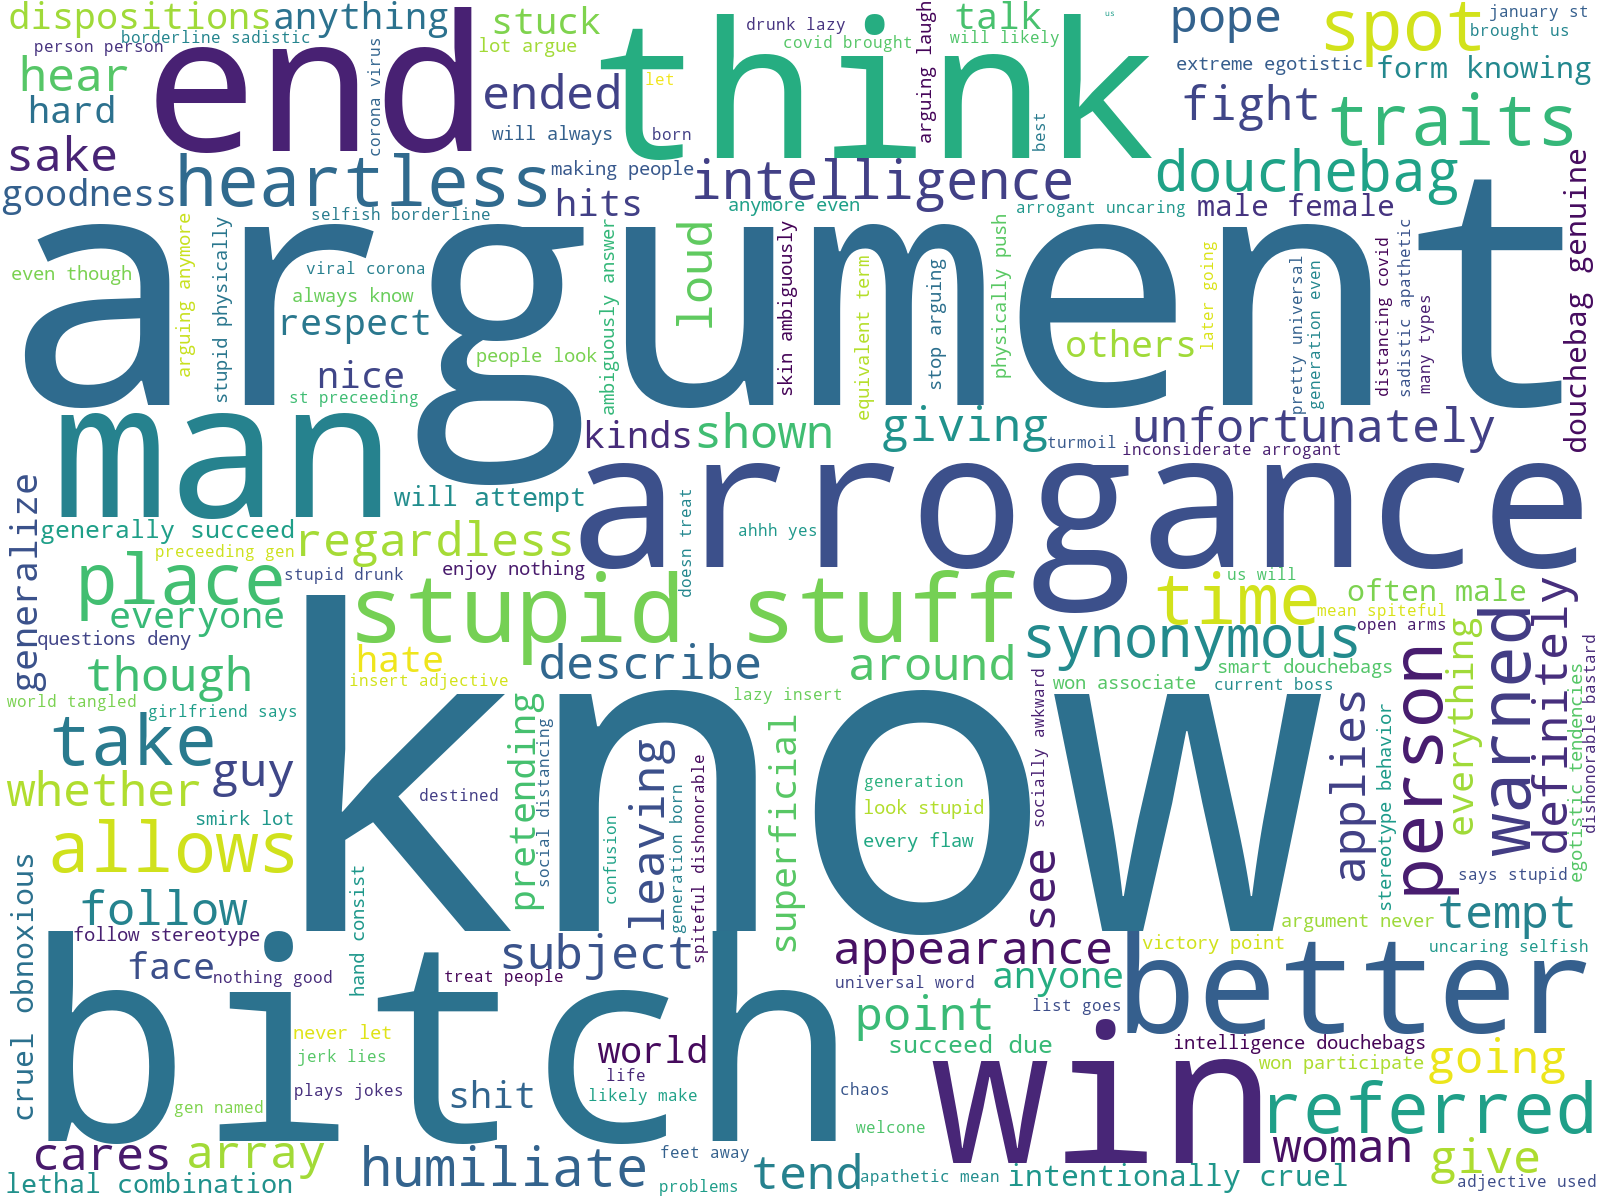 dispositions
anything
stuck
drunk lazy
talk
us
pope
spot
january st
borderline sadistic
person person
end
corona virus
lot argue
covid brought
think
arguing laugh
will likely
brought us
hear
ended
let
extreme egotistic
form knowing
hard
will always
born
best
fight
traits
sake
heartless
making people
intelligence
douchebag
douchebag genuine
goodness
selfish borderline
hits
anymore even
arrogant uncaring
male female
argument
even though
arguing anymore
stupid physically
viral corona
always know
respect
ambiguously answer
loud
skin ambiguously
equivalent term
stop arguing
physically push
others
later going
pretty universal
generation even
distancing covid
sadistic apathetic
many types
people look
nice
st preceeding
man
kinds
shown
giving
turmoil
unfortunately
inconsiderate arrogant
arrogance
will attempt
generalize
generally succeed
preceeding gen
regardless
doesn treat
ahhh yes
place
stupid drunk
enjoy nothing
stupid stuff
time
us will
often male
mean spiteful
open arms
definitely
warned
everyone
questions deny
though
hate
insert adjective
describe
around
synonymous
smart douchebags
won associate
current boss
person
everything
egotistic tendencies
dishonorable bastard
world tangled
girlfriend says
know
lazy insert
take
guy
whether
smirk lot
destined
pretending
social distancing
confusion
leaving
generation born
spiteful dishonorable
superficial
generation
look stupid
every flaw
socially awkward
see
applies
stereotype behavior
allows
says stupid
cruel obnoxious
follow
hand consist
argument never
tempt
follow stereotype
face
nothing good
subject
treat people
appearance
victory point
uncaring selfish
bitch
universal word
anyone
list goes
better
never let
jerk lies
plays jokes
gen named
shit
world
life
likely make
point
succeed due
chaos
welcone
win
intelligence douchebags
won participate
going
referred
cares
array
lethal combination
humiliate
feet away
problems
tend
apathetic mean
intentionally cruel
woman
give
adjective used